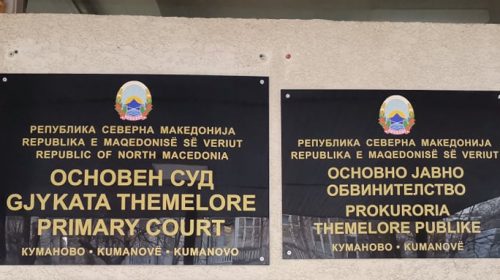 РЕПУБЛИКА СЕВЕРНА МАКЕДОНИЈА
REPUBLIKA E MAQEDONISË SË VERIUT
REPUBLIC OF NORTH MACEDONIA
ОСНОВЕН СУД
GJYKATA THEMELORE
PRIMARY COURT
КУМАНОВО • KUMANOVË • KUMANOVO
РЕПУБЛИКА СЕВЕРНА МАКЕДОНИЈА
REPUBLIKA E MAQEDONISË SË VERIUT
ОСНОВНО ЈАВНО
ОБВИНИТЕЛСТВО
PROKURORIA
THEMELORE PUBLIKE
КУМАНОВО • KUMANOVË